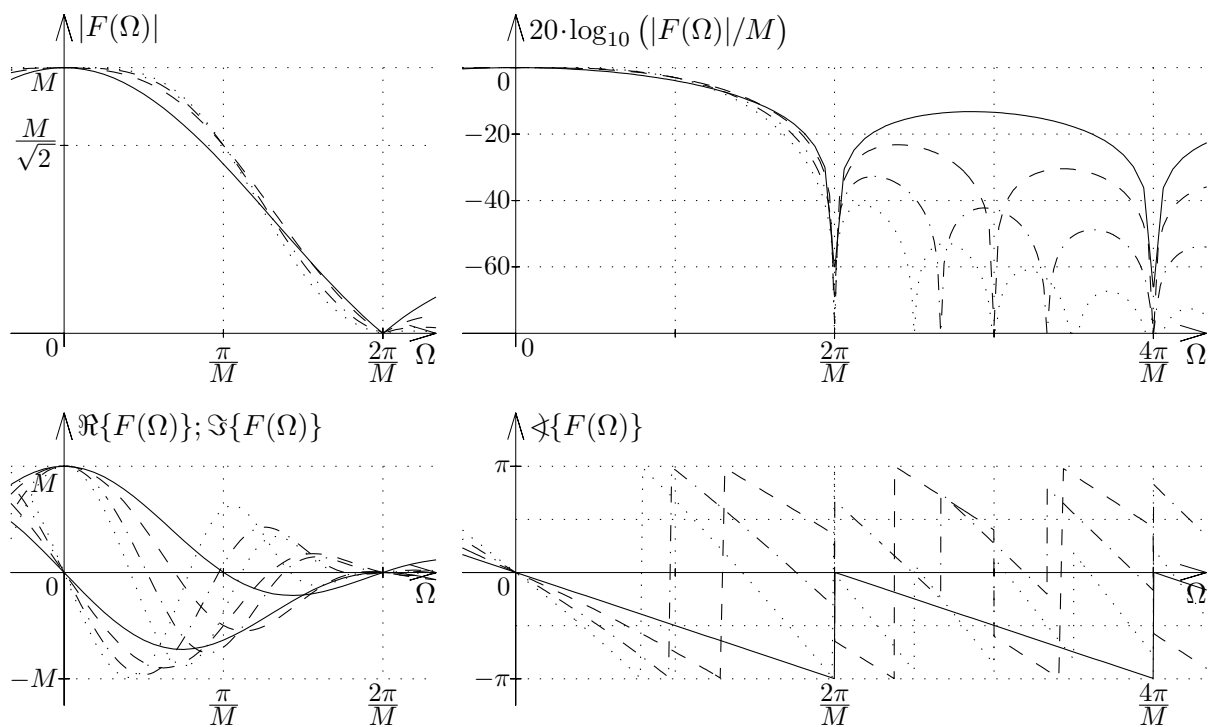 |F(Ω)|
M
M/√2
0
π/M
2π/M
Ω
20·log₁₀ (|F(Ω)|/M)
0
−20
−40
−60
0
2π/M
4π/M
Ω
ℜ{F(Ω)}; ℑ{F(Ω)}
M
0
−M
π/M
2π/M
Ω
∢{F(Ω)}
π
0
−π
2π/M
4π/M
Ω